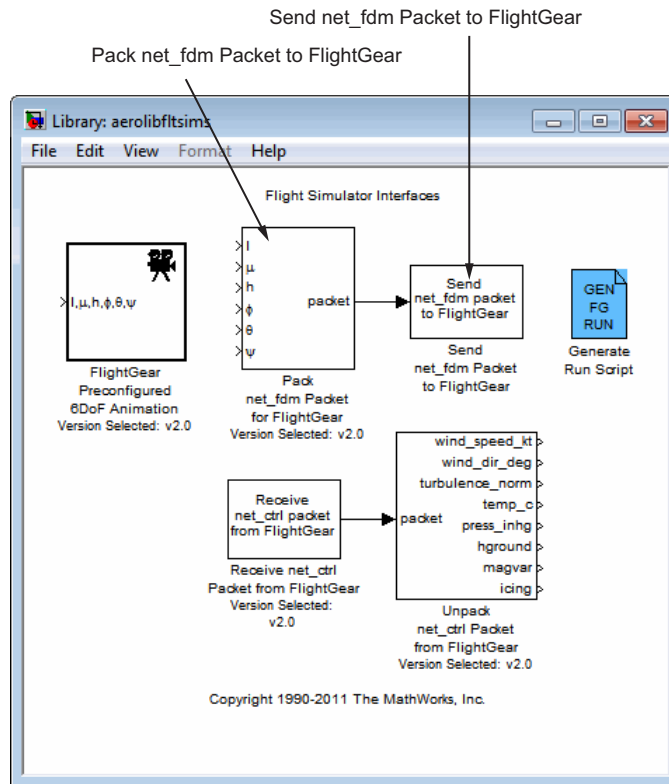 Send net_fdm Packet to FlightGear
Pack net_fdm Packet to FlightGear
Library: aerolibfltsims
File Edit View Format Help
Flight Simulator Interfaces
l,μ,h,ϕ,θ,ψ
FlightGear
Preconfigured
6DoF Animation
Version Selected: v2.0
l
μ
h
ϕ
θ
ψ
packet
Pack
net_fdm Packet
for FlightGear
Version Selected: v2.0
Send
net_fdm packet
to FlightGear
Send
net_fdm Packet
to FlightGear
GEN
FG
RUN
Generate
Run Script
Receive
net_ctrl packet
from FlightGear
Receive net_ctrl
Packet from FlightGear
Version Selected:
v2.0
packet
wind_speed_kt
wind_dir_deg
turbulence_norm
temp_c
press_inhg
hground
magvar
icing
Unpack
net_ctrl Packet
from FlightGear
Version Selected: v2.0
Copyright 1990-2011 The MathWorks, Inc.